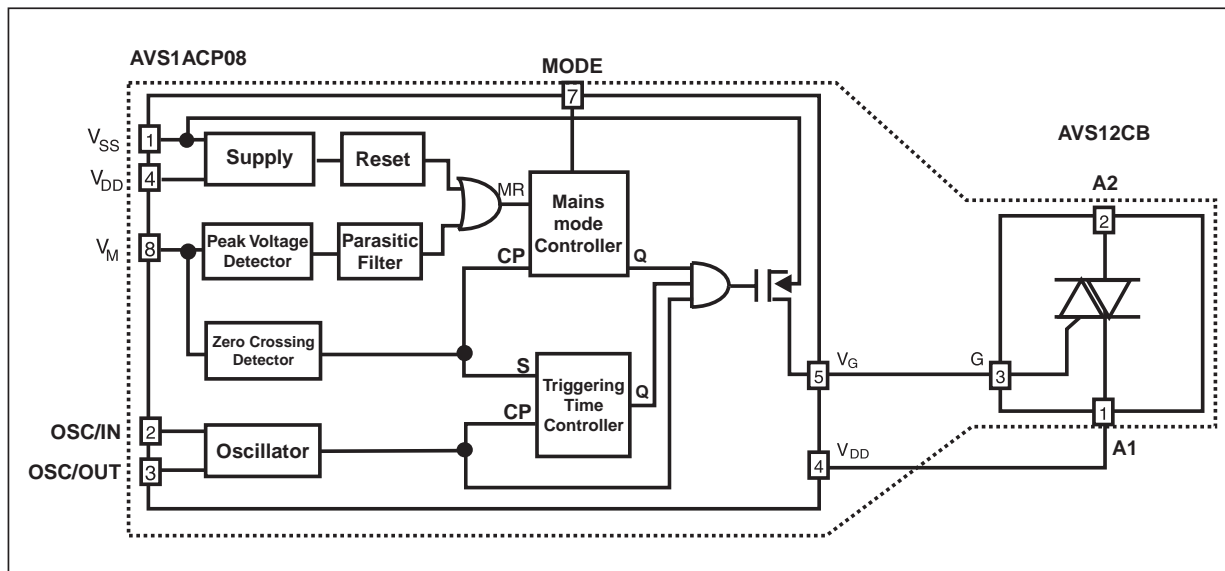 AVS1ACP08
MODE
7
AVS12CB
VSS
1
Supply
Reset
VDD
4
MR
Mains
mode
Controller
A2
2
VM
8
Peak Voltage
Detector
Parasitic
Filter
CP
Q
Zero Crossing
Detector
S
Triggering
Time
Controller
Q
CP
VG
5
G
3
1
A1
OSC/IN
2
Oscillator
OSC/OUT
3
4
VDD